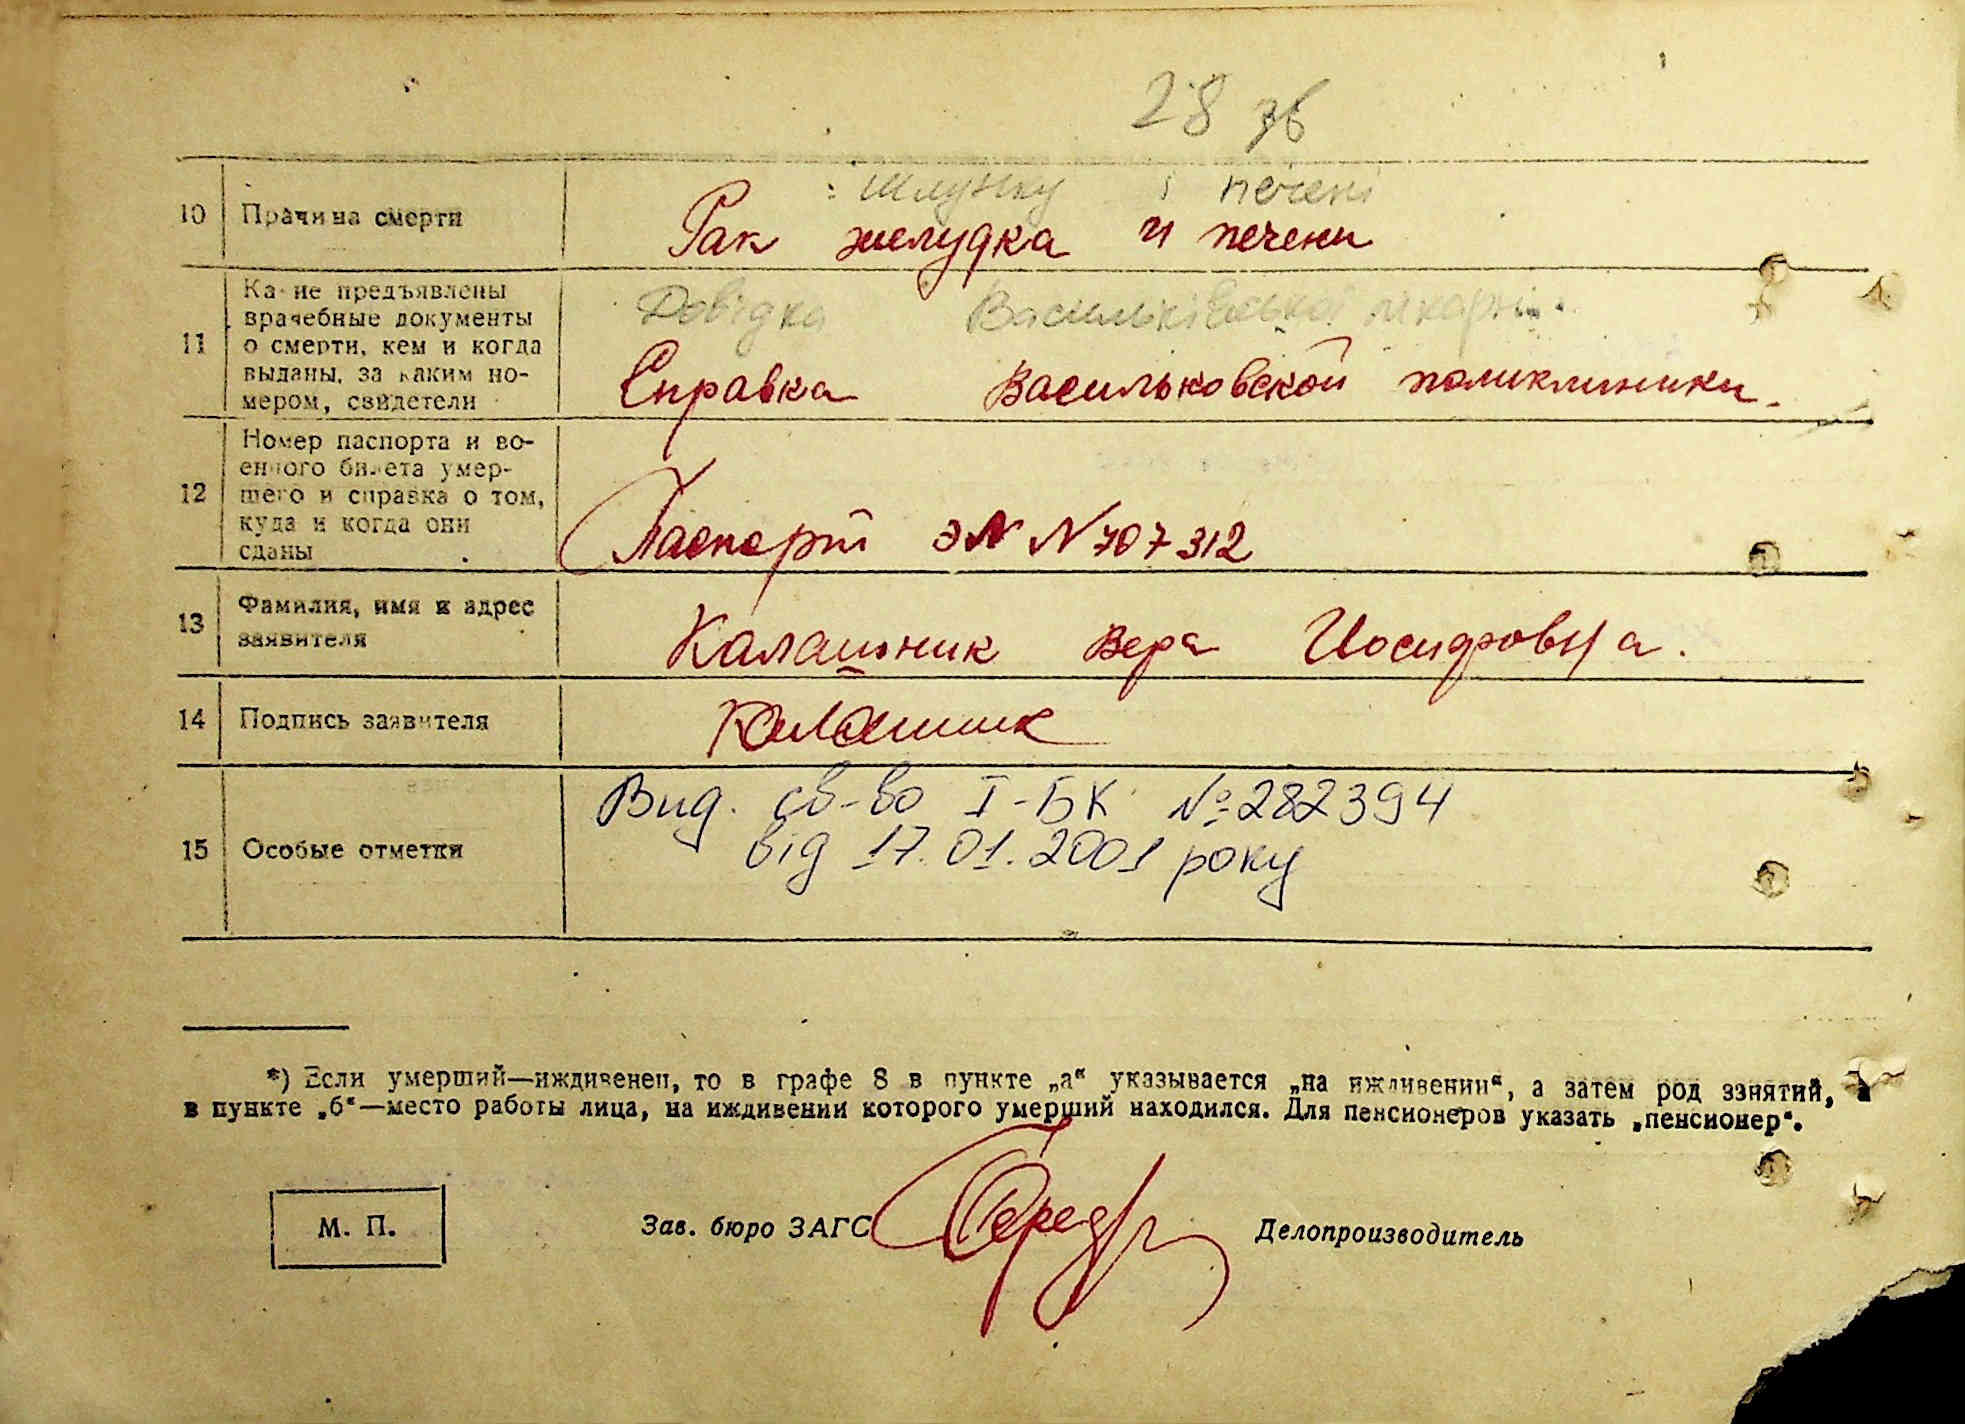 28 зв
10 Причина смерти
: шлунку і печені
Рак желудка и печени
11 Какие предъявлены
врачебные документы
о смерти, кем и когда
выданы, за каким но-
мером, свидетели
Довідка Васильківської лікарні
Справка Васильковской поликлиники.
12 Номер паспорта и во-
енного билета умер-
шего и справка о том,
куда и когда они
сданы
Паспорт ЭN N 707312
13 Фамилия, имя и адрес
заявителя
Калашник Вера Иосифовна.
14 Подпись заявителя
Калашник
15 Особые отметки
Вид. св-во І-БК №282394
від 17.01.2001 року
*) Если умерший—иждивенец, то в графе 8 в пункте „а“ указывается „на иждивении“, а затем род занятий, а
в пункте „б“—место работы лица, на иждивении которого умерший находился. Для пенсионеров указать „пенсионер“.
М. П.
Зав. бюро ЗАГС Делопроизводитель